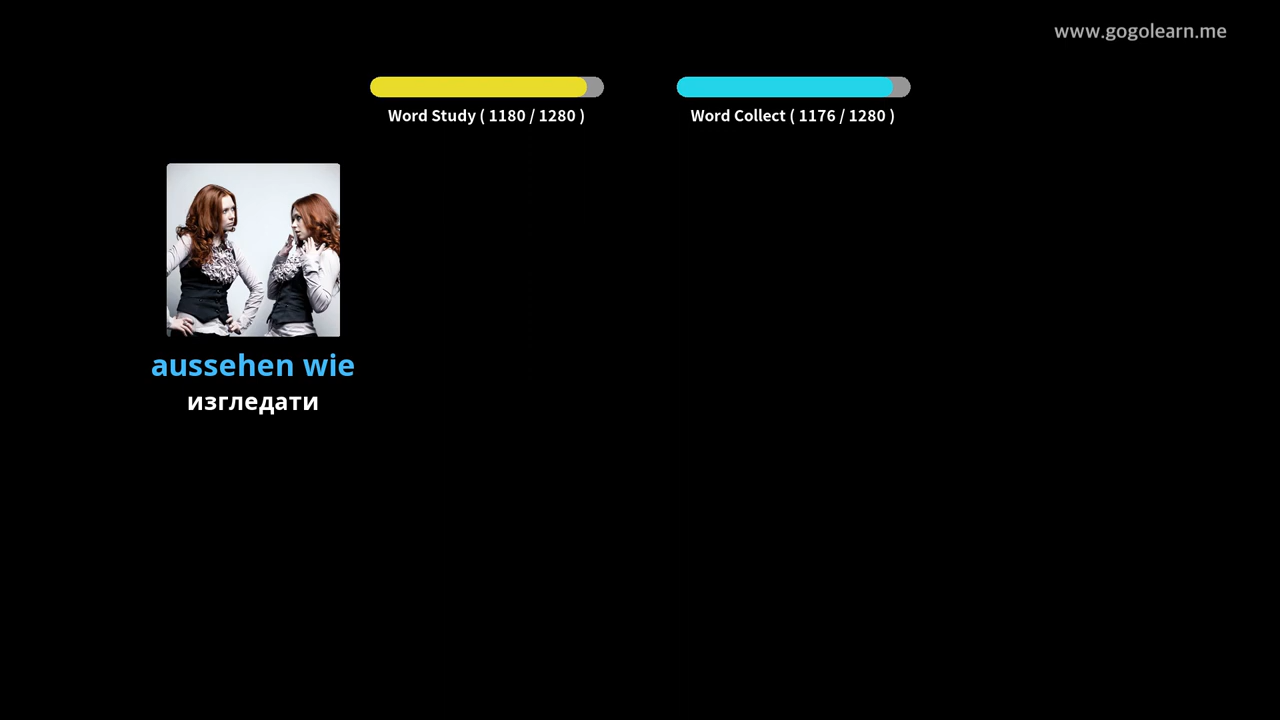 www.gogolearn.me
Word Study ( 1180 / 1280 )
Word Collect ( 1176 / 1280 )
aussehen wie
изгледати